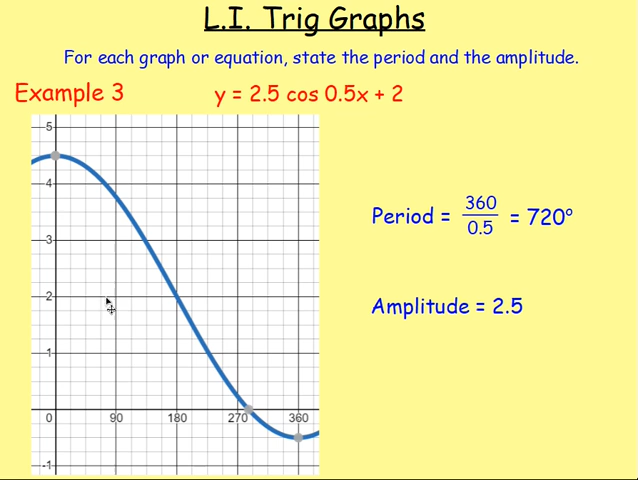 L.I. Trig Graphs
For each graph or equation, state the period and the amplitude.
Example 3
y = 2.5 cos 0.5x + 2
5
4
3
2
1
0 90 180 270 360
-1
Period = 360/0.5 = 720°
Amplitude = 2.5